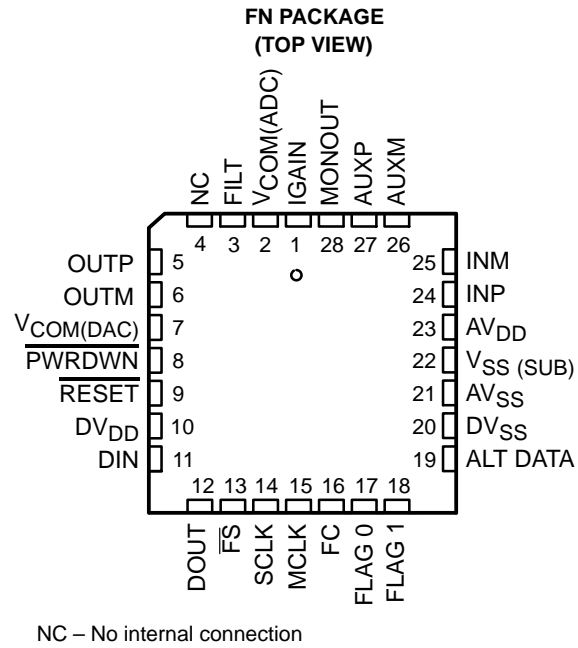 FN PACKAGE
(TOP VIEW)
NC
FILT
VCOM(ADC)
IGAIN
MONOUT
AUXP
AUXM
4 3 2 1 28 27 26
OUTP 5
OUTM 6
VCOM(DAC) 7
PWRDWN 8
RESET 9
DVDD 10
DIN 11
25 INM
24 INP
23 AVDD
22 VSS (SUB)
21 AVSS
20 DVSS
19 ALT DATA
12 13 14 15 16 17 18
DOUT
FS
SCLK
MCLK
FC
FLAG 0
FLAG 1
NC – No internal connection